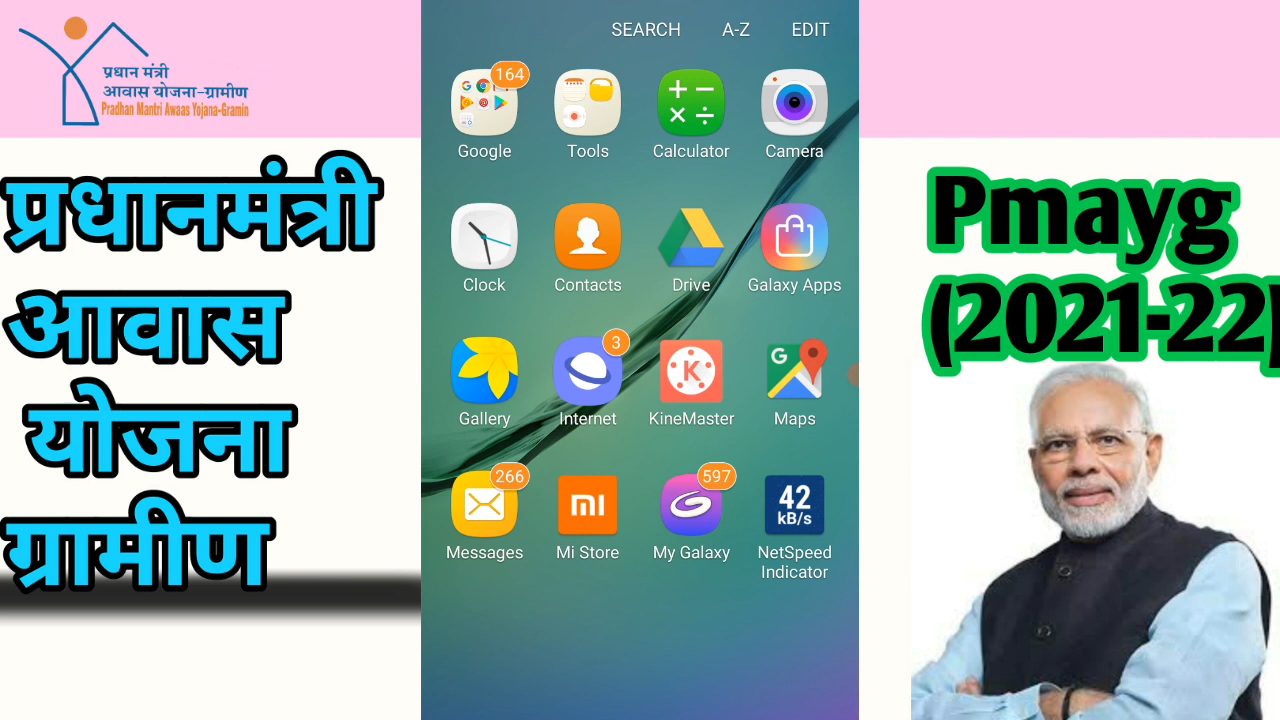 प्रधान मंत्री
आवास योजना-ग्रामीण
Pradhan Mantri Awaas Yojana-Gramin
प्रधानमंत्री
आवास
योजना
ग्रामीण
SEARCH A-Z EDIT
164
Google Tools Calculator Camera
Clock Contacts Drive Galaxy Apps
3
K
G
Gallery Internet KineMaster Maps
266
mi
597
42
kB/s
Messages Mi Store My Galaxy NetSpeed
Indicator
Pmayg
(2021-22)